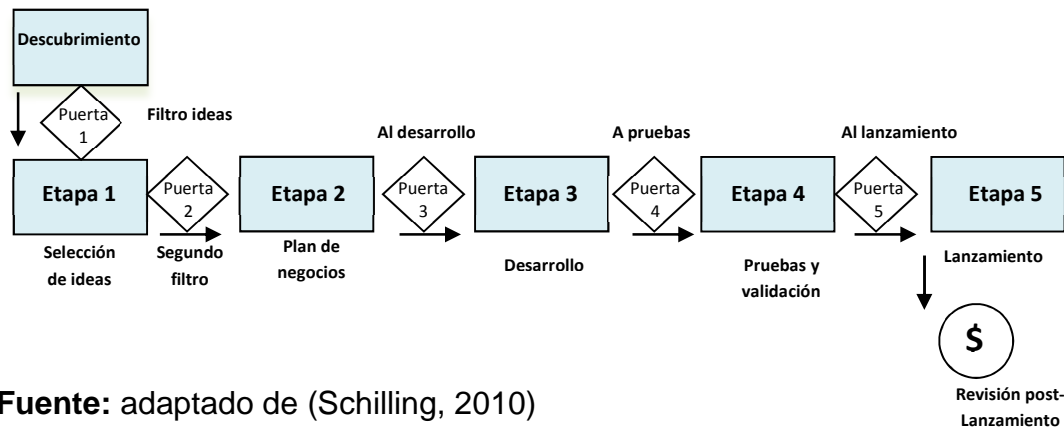 Descubrimiento
Puerta
1
Filtro ideas
Al desarrollo
A pruebas
Al lanzamiento
Etapa 1
Puerta
2
Etapa 2
Puerta
3
Etapa 3
Puerta
4
Etapa 4
Puerta
5
Etapa 5
Selección
de ideas
Segundo
filtro
Plan de
negocios
Desarrollo
Pruebas y
validación
Lanzamiento
$
Revisión post-
Lanzamiento
Fuente: adaptado de (Schilling, 2010)